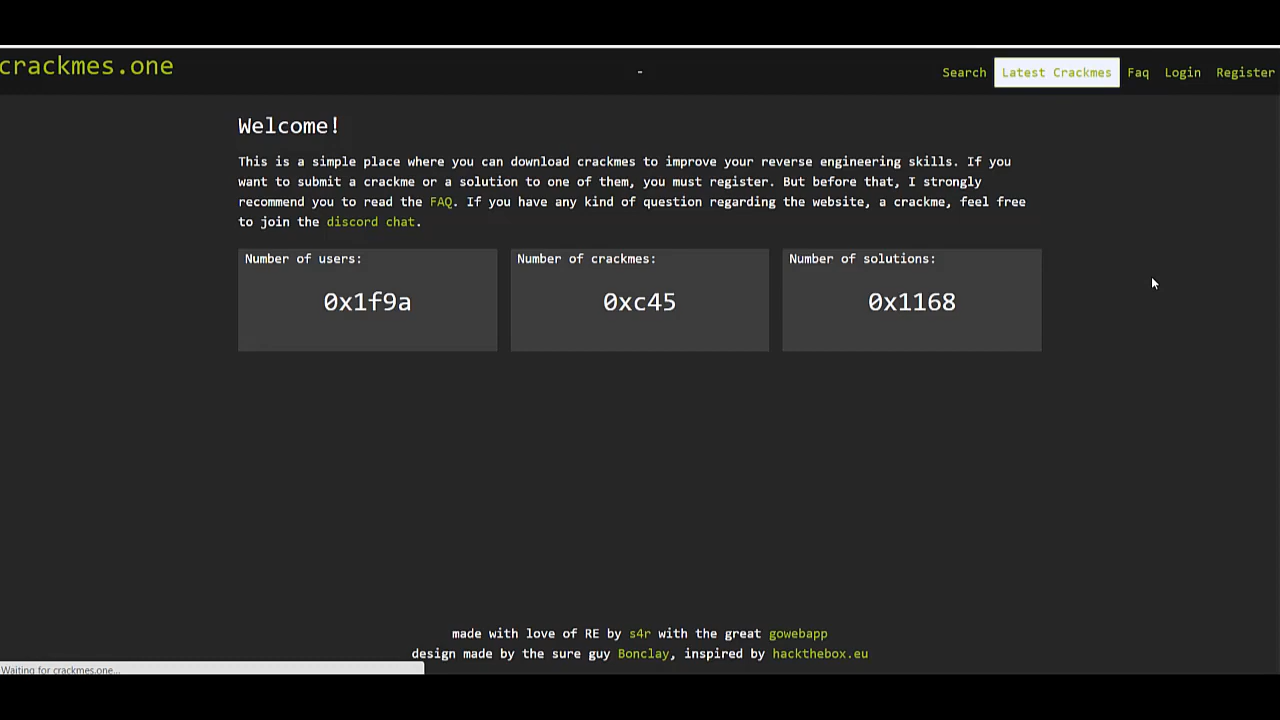 crackmes.one
-
Search Latest Crackmes Faq Login Register
Welcome!
This is a simple place where you can download crackmes to improve your reverse engineering skills. If you
want to submit a crackme or a solution to one of them, you must register. But before that, I strongly
recommend you to read the FAQ. If you have any kind of question regarding the website, a crackme, feel free
to join the discord chat.
Number of users:
0x1f9a
Number of crackmes:
0xc45
Number of solutions:
0x1168
made with love of RE by s4r with the great gowebapp
design made by the sure guy Bonclay, inspired by hackthebox.eu
Waiting for crackmes.one...